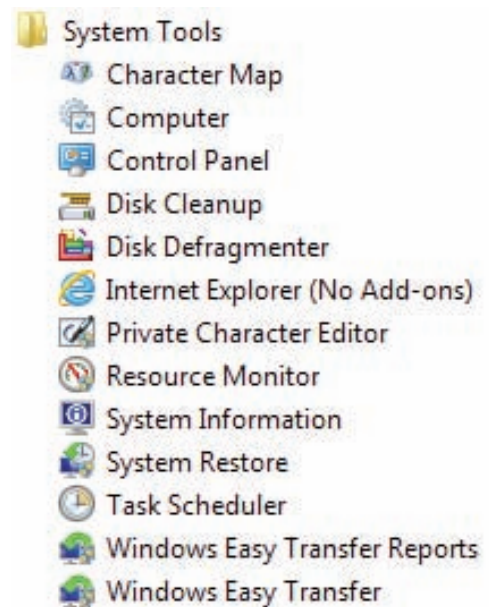 System Tools
Character Map
Computer
Control Panel
Disk Cleanup
Disk Defragmenter
Internet Explorer (No Add-ons)
Private Character Editor
Resource Monitor
System Information
System Restore
Task Scheduler
Windows Easy Transfer Reports
Windows Easy Transfer